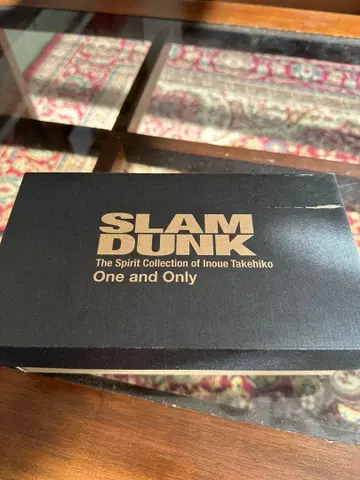 SLAM
DUNK
The Spirit Collection of Inoue Takehiko
One and Only